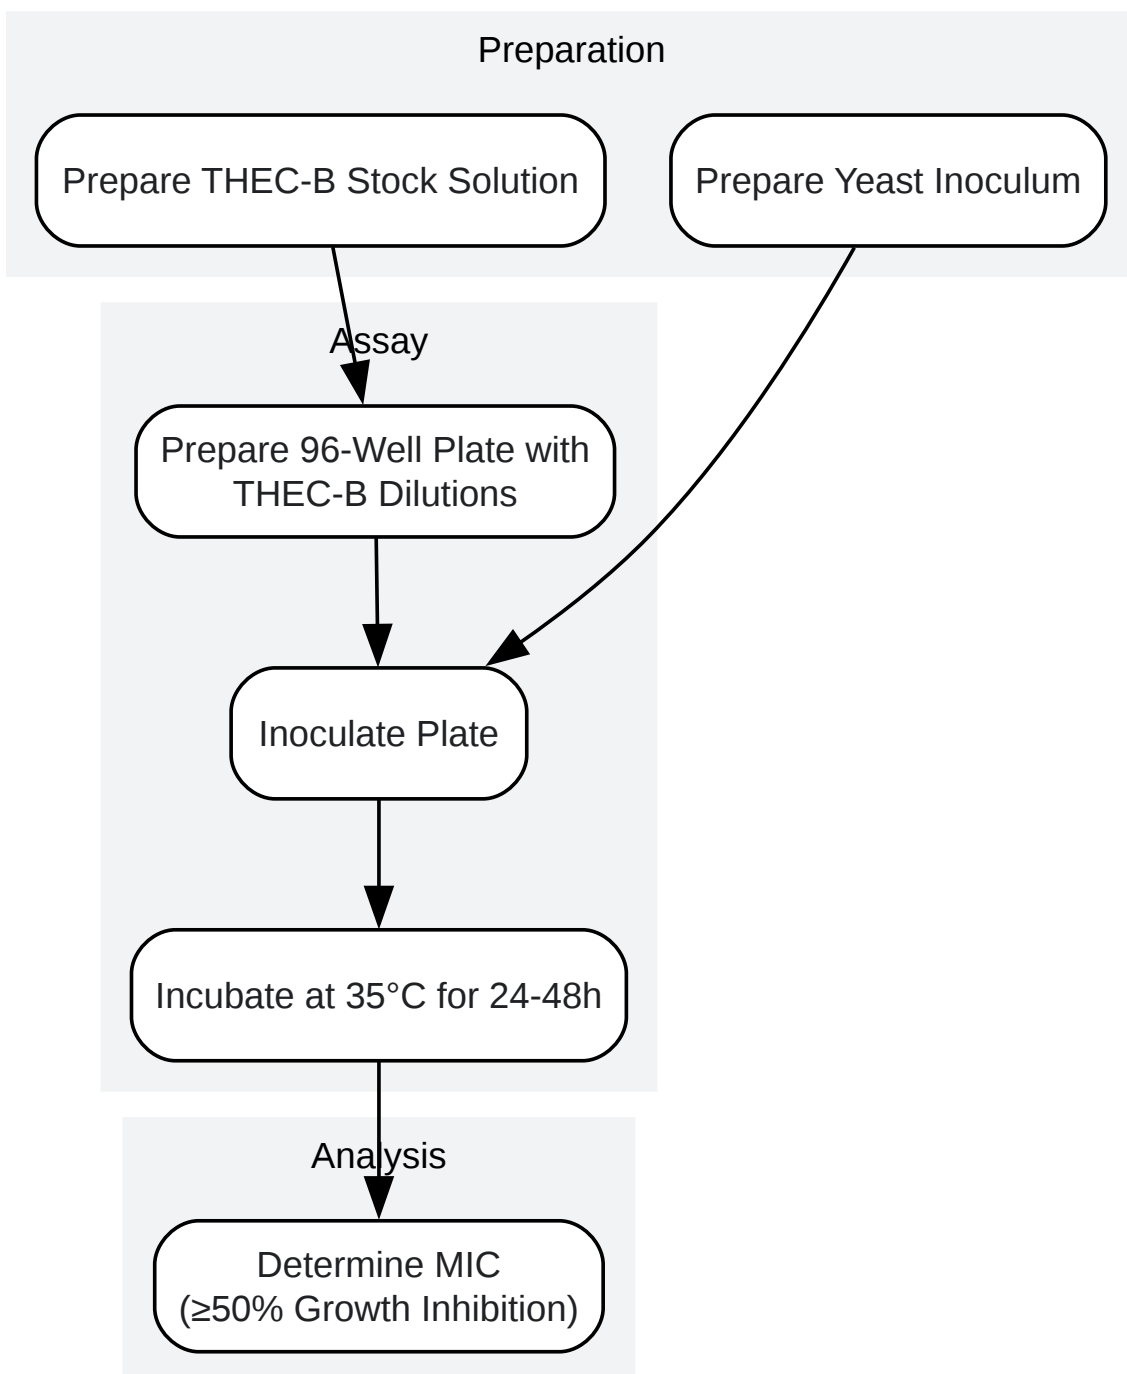 Preparation
Prepare THEC-B Stock Solution
Prepare Yeast Inoculum
Assay
Prepare 96-Well Plate with
THEC-B Dilutions
Inoculate Plate
Incubate at 35°C for 24-48h
Analysis
Determine MIC
(≥50% Growth Inhibition)